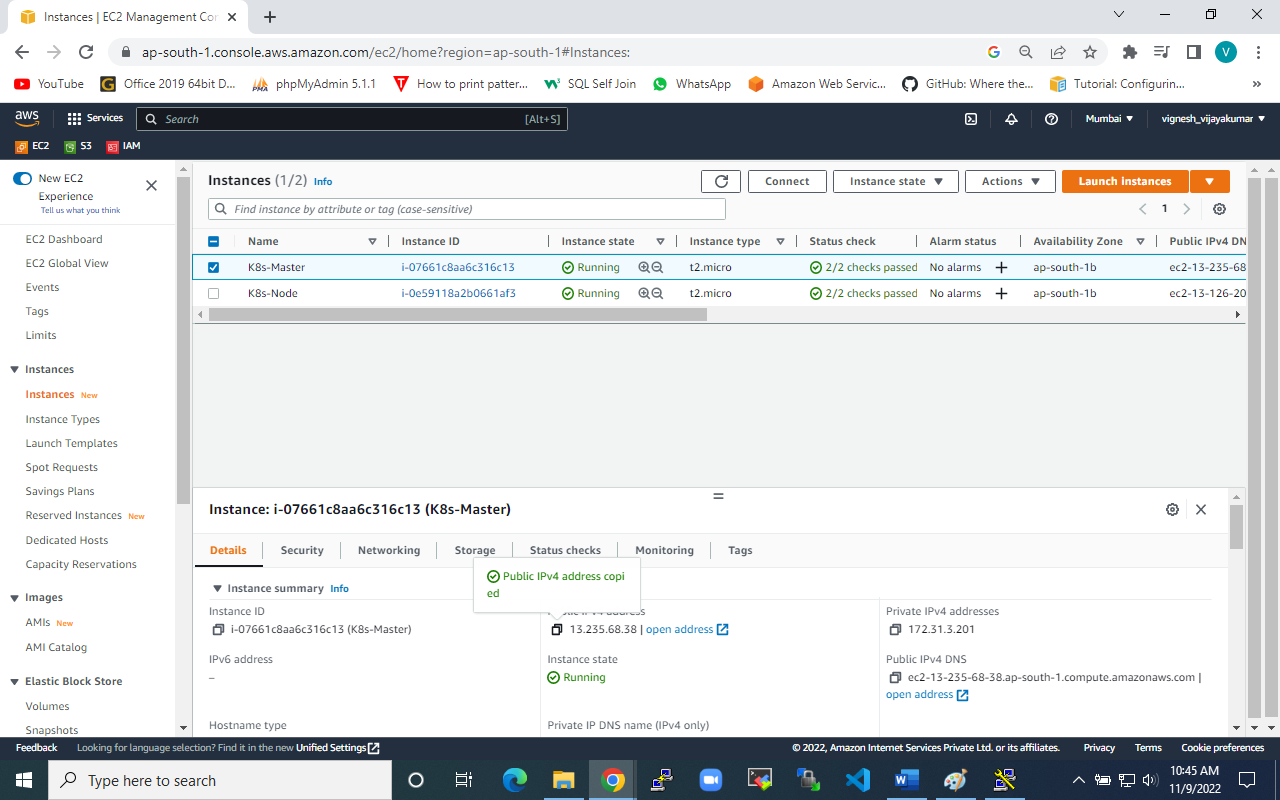 Instances | EC2 Management Con
ap-south-1.console.aws.amazon.com/ec2/home?region=ap-south-1#Instances:
V
YouTube
Office 2019 64bit D...
phpMyAdmin 5.1.1
How to print patter...
SQL Self Join
WhatsApp
Amazon Web Servic...
GitHub: Where the...
Tutorial: Configurin...
aws
Services
Search
[Alt+S]
Mumbai
vignesh_vijayakumar
EC2
S3
IAM
New EC2
Experience
Tell us what you think
EC2 Dashboard
EC2 Global View
Events
Tags
Limits
Instances
Instances New
Instance Types
Launch Templates
Spot Requests
Savings Plans
Reserved Instances New
Dedicated Hosts
Capacity Reservations
Images
AMIs New
AMI Catalog
Elastic Block Store
Volumes
Snapshots
Instances (1/2) Info
Connect
Instance state
Actions
Launch instances
Find instance by attribute or tag (case-sensitive)
1
Name Instance ID Instance state Instance type Status check Alarm status Availability Zone Public IPv4 DN
K8s-Master i-07661c8aa6c316c13 Running t2.micro 2/2 checks passed No alarms ap-south-1b ec2-13-235-68
K8s-Node i-0e59118a2b0661af3 Running t2.micro 2/2 checks passed No alarms ap-south-1b ec2-13-126-20
Instance: i-07661c8aa6c316c13 (K8s-Master)
Details Security Networking Storage Status checks Monitoring Tags
Public IPv4 address copi
ed
Instance summary Info
Instance ID
i-07661c8aa6c316c13 (K8s-Master)
Public IPv4 address
13.235.68.38 | open address
Private IPv4 addresses
172.31.3.201
IPv6 address
–
Instance state
Running
Public IPv4 DNS
ec2-13-235-68-38.ap-south-1.compute.amazonaws.com |
open address
Hostname type
Private IP DNS name (IPv4 only)
Feedback
Looking for language selection? Find it in the new Unified Settings
© 2022, Amazon Internet Services Private Ltd. or its affiliates.
Privacy
Terms
Cookie preferences
Type here to search
10:45 AM
11/9/2022